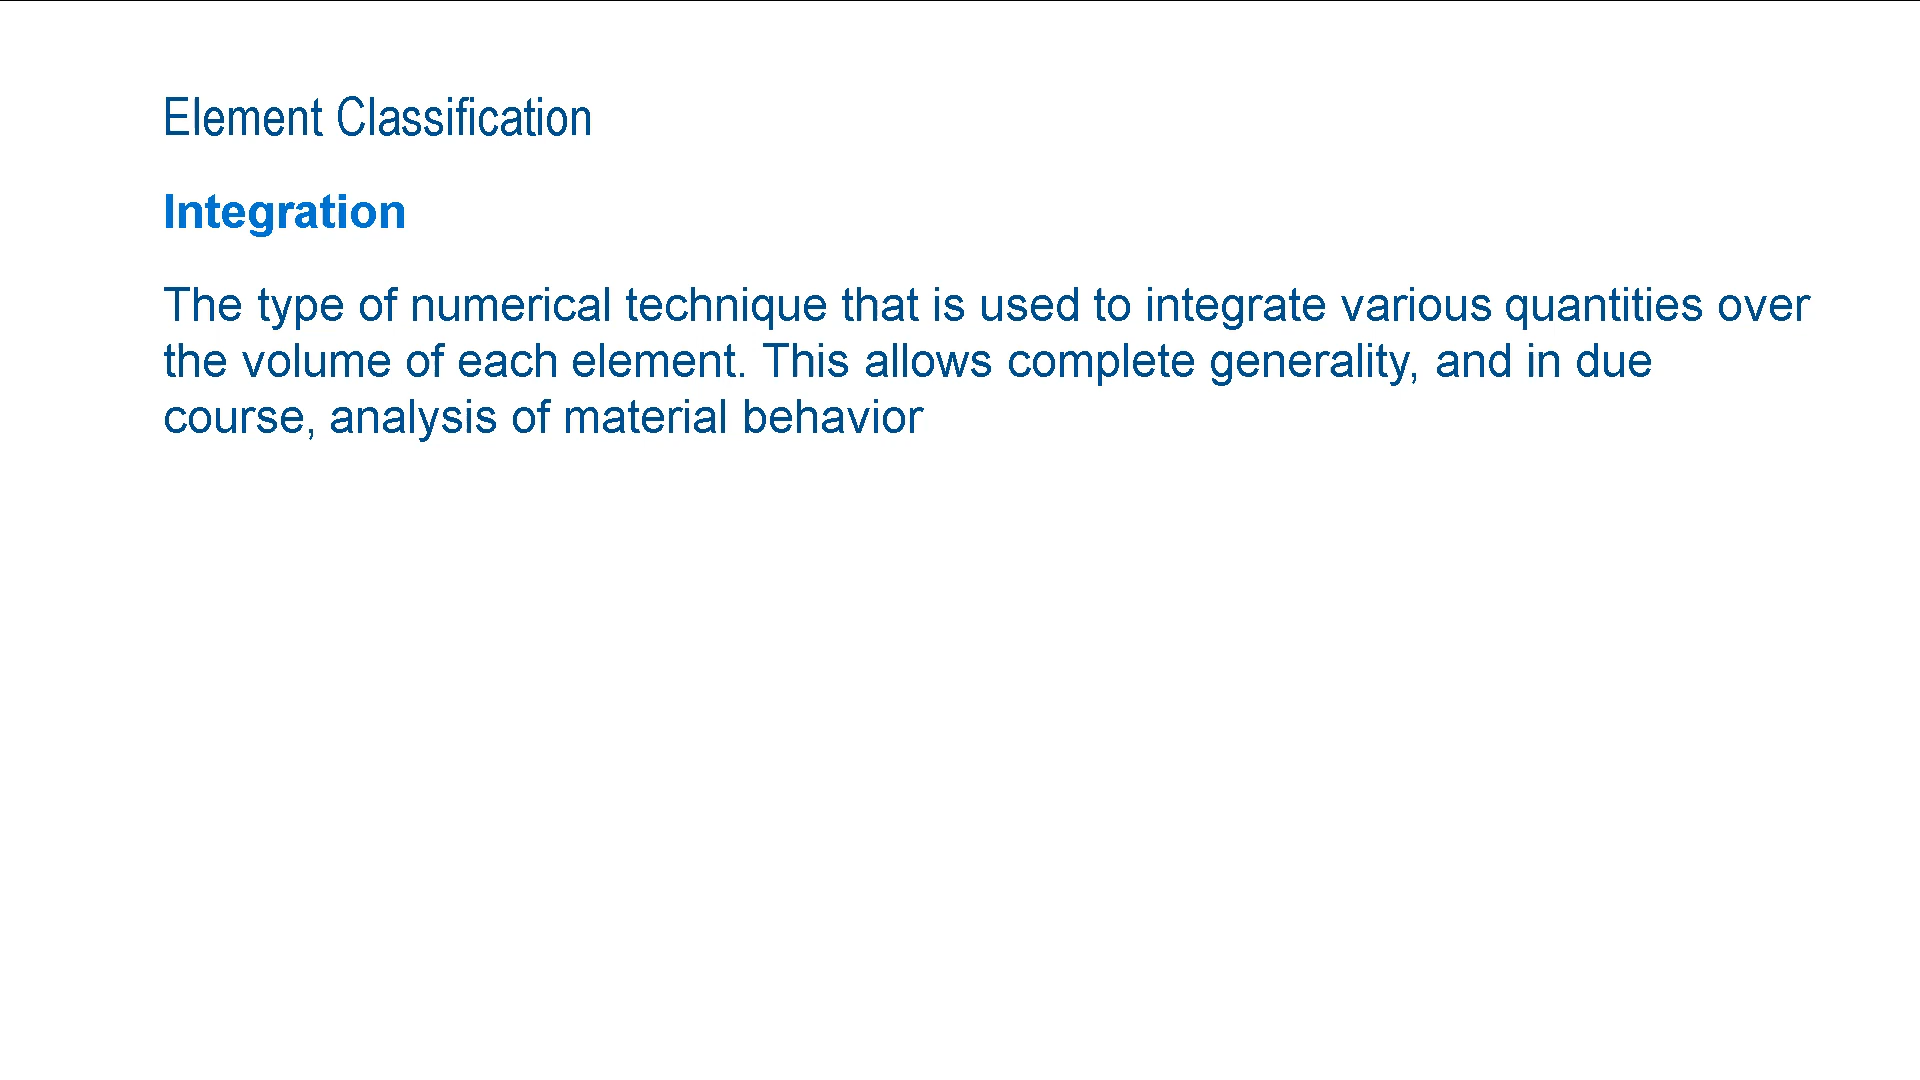 Element Classification
Integration
The type of numerical technique that is used to integrate various quantities over
the volume of each element. This allows complete generality, and in due
course, analysis of material behavior